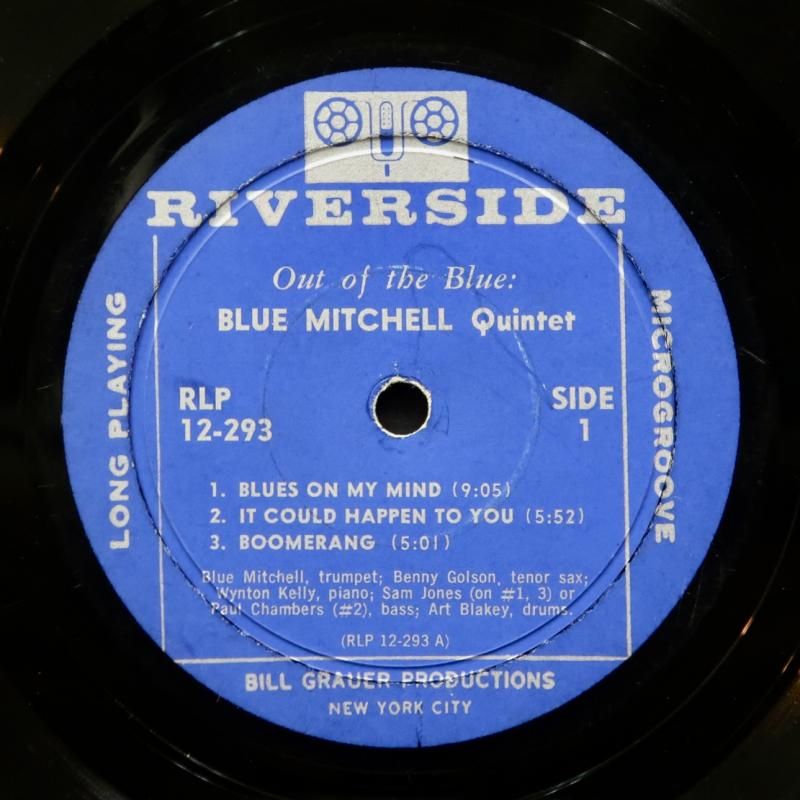 RIVERSIDE
Out of the Blue:
BLUE MITCHELL Quintet
LONG PLAYING
MICROGROOVE
RLP
12-293
SIDE
1
1. BLUES ON MY MIND (9:05)
2. IT COULD HAPPEN TO YOU (5:52)
3. BOOMERANG (5:01)
Blue Mitchell, trumpet; Benny Golson, tenor sax;
Wynton Kelly, piano; Sam Jones (on #1, 3) or
Paul Chambers (#2), bass; Art Blakey, drums.
(RLP 12-293 A)
BILL GRAUER PRODUCTIONS
NEW YORK CITY